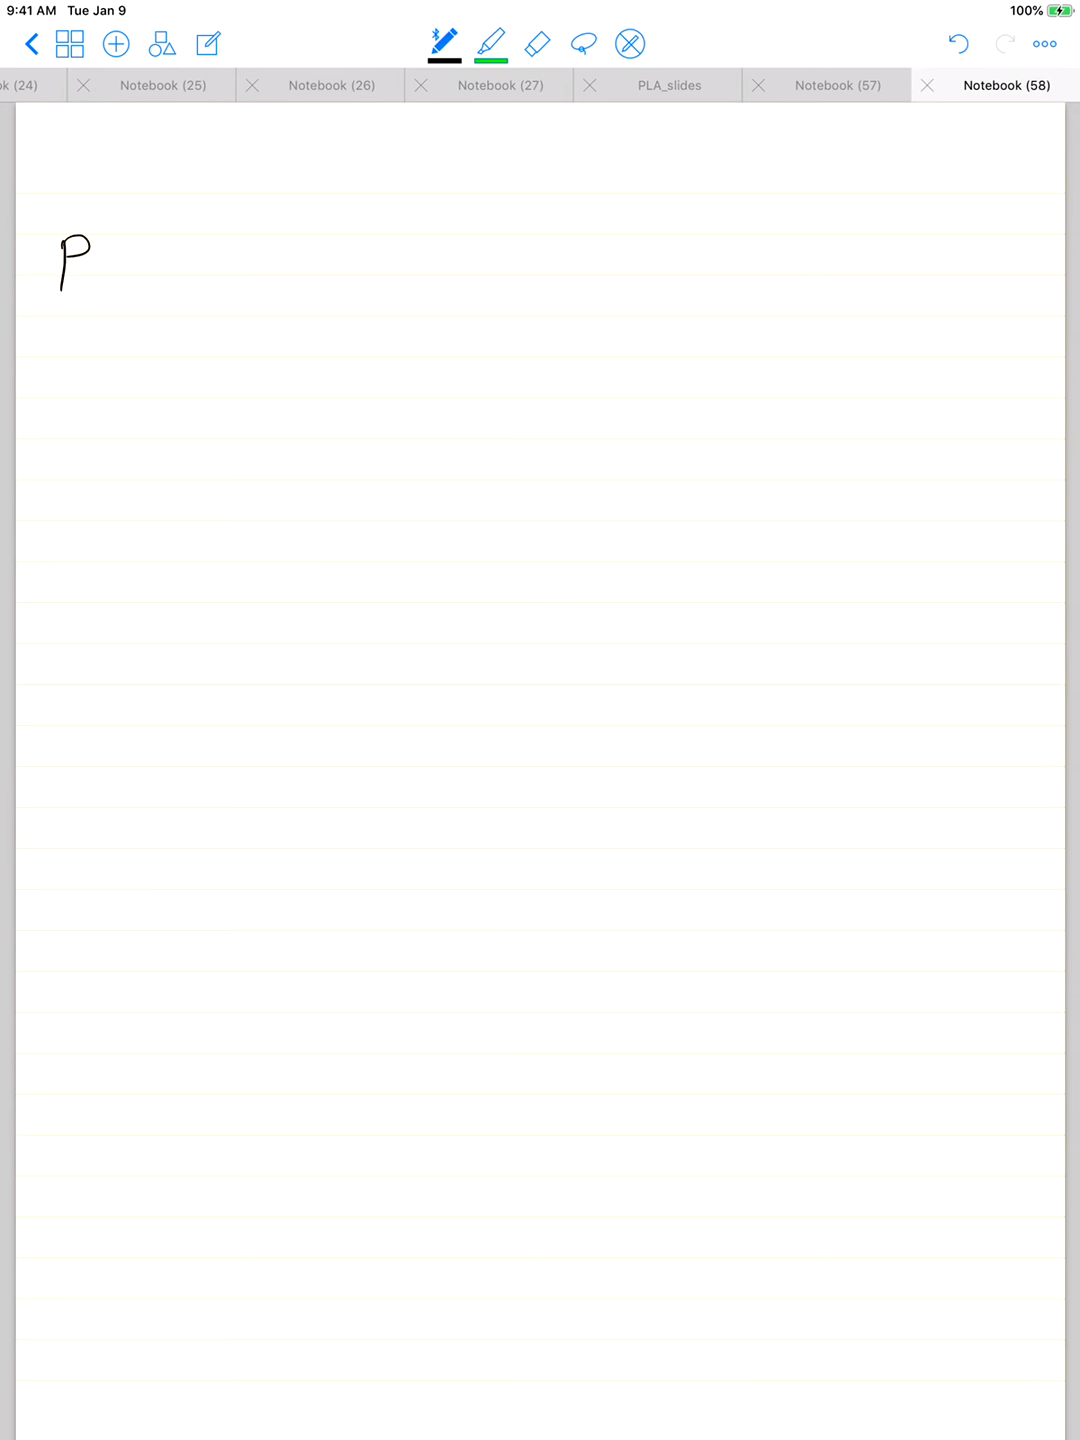 9:41 AM Tue Jan 9 100%
k (24) Notebook (25) Notebook (26) Notebook (27) PLA_slides Notebook (57) Notebook (58)
P